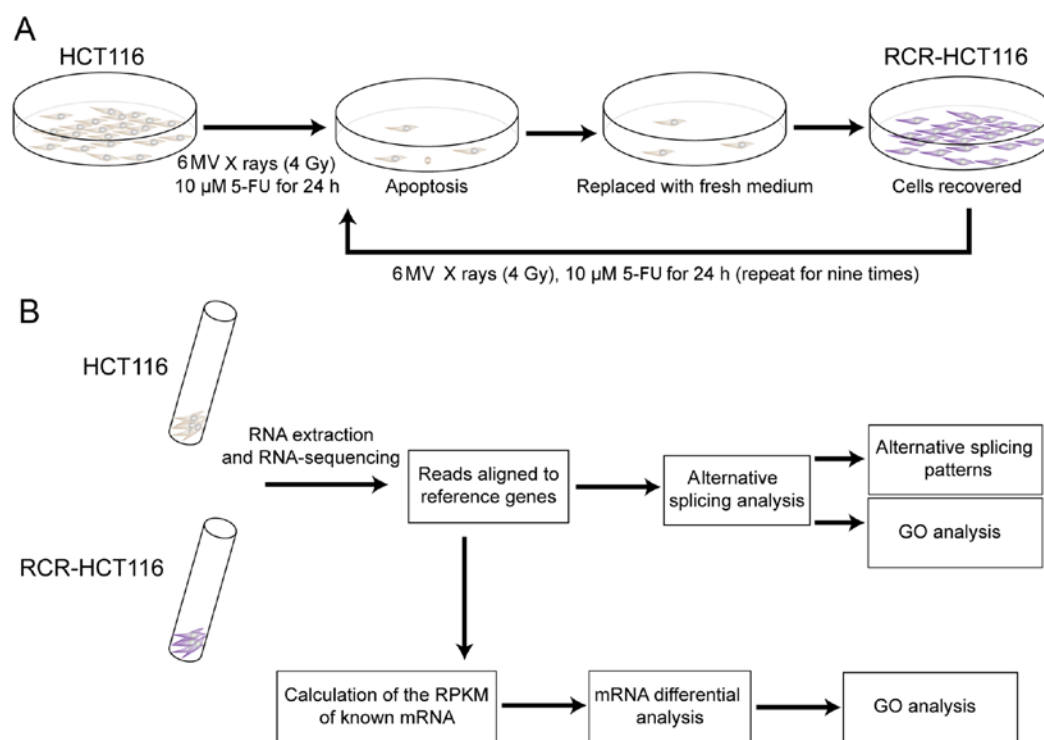 A
HCT116
RCR-HCT116
6 MV X rays (4 Gy)
10 µM 5-FU for 24 h
Apoptosis
Replaced with fresh medium
Cells recovered
6 MV X rays (4 Gy), 10 µM 5-FU for 24 h (repeat for nine times)
B
HCT116
RNA extraction
and RNA-sequencing
Reads aligned to
reference genes
Alternative
splicing analysis
Alternative splicing
patterns
GO analysis
RCR-HCT116
Calculation of the RPKM
of known mRNA
mRNA differential
analysis
GO analysis